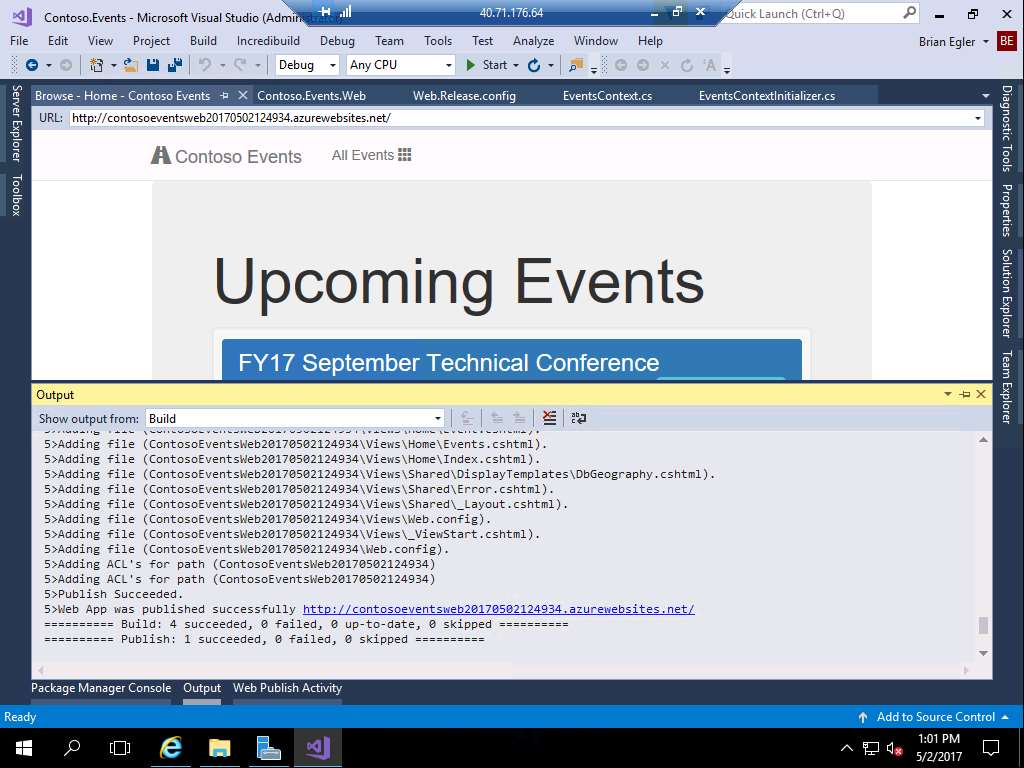 Contoso.Events - Microsoft Visual Studio (Admin
40.71.176.64
Quick Launch (Ctrl+Q)
File Edit View Project Build Incredibuild Debug Team Tools Test Analyze Window Help
Brian Egler BE
Debug Any CPU Start
Server Explorer
Toolbox
Browse - Home - Contoso Events Contoso.Events.Web Web.Release.config EventsContext.cs EventsContextInitializer.cs
URL: http://contosoeventsweb20170502124934.azurewebsites.net/
Contoso Events All Events
Upcoming Events
FY17 September Technical Conference
Diagnostic Tools
Properties
Solution Explorer
Team Explorer
Output
Show output from: Build
5>Adding file (ContosoEventsWeb20170502124934\Views\Home\Event.cshtml).
5>Adding file (ContosoEventsWeb20170502124934\Views\Home\Events.cshtml).
5>Adding file (ContosoEventsWeb20170502124934\Views\Home\Index.cshtml).
5>Adding file (ContosoEventsWeb20170502124934\Views\Shared\DisplayTemplates\DbGeography.cshtml).
5>Adding file (ContosoEventsWeb20170502124934\Views\Shared\Error.cshtml).
5>Adding file (ContosoEventsWeb20170502124934\Views\Shared\_Layout.cshtml).
5>Adding file (ContosoEventsWeb20170502124934\Views\Web.config).
5>Adding file (ContosoEventsWeb20170502124934\Views\_ViewStart.cshtml).
5>Adding file (ContosoEventsWeb20170502124934\Web.config).
5>Adding ACL's for path (ContosoEventsWeb20170502124934)
5>Adding ACL's for path (ContosoEventsWeb20170502124934)
5>Publish Succeeded.
5>Web App was published successfully http://contosoeventsweb20170502124934.azurewebsites.net/
========== Build: 4 succeeded, 0 failed, 0 up-to-date, 0 skipped ==========
========== Publish: 1 succeeded, 0 failed, 0 skipped ==========
Package Manager Console Output Web Publish Activity
Ready
Add to Source Control
1:01 PM
5/2/2017